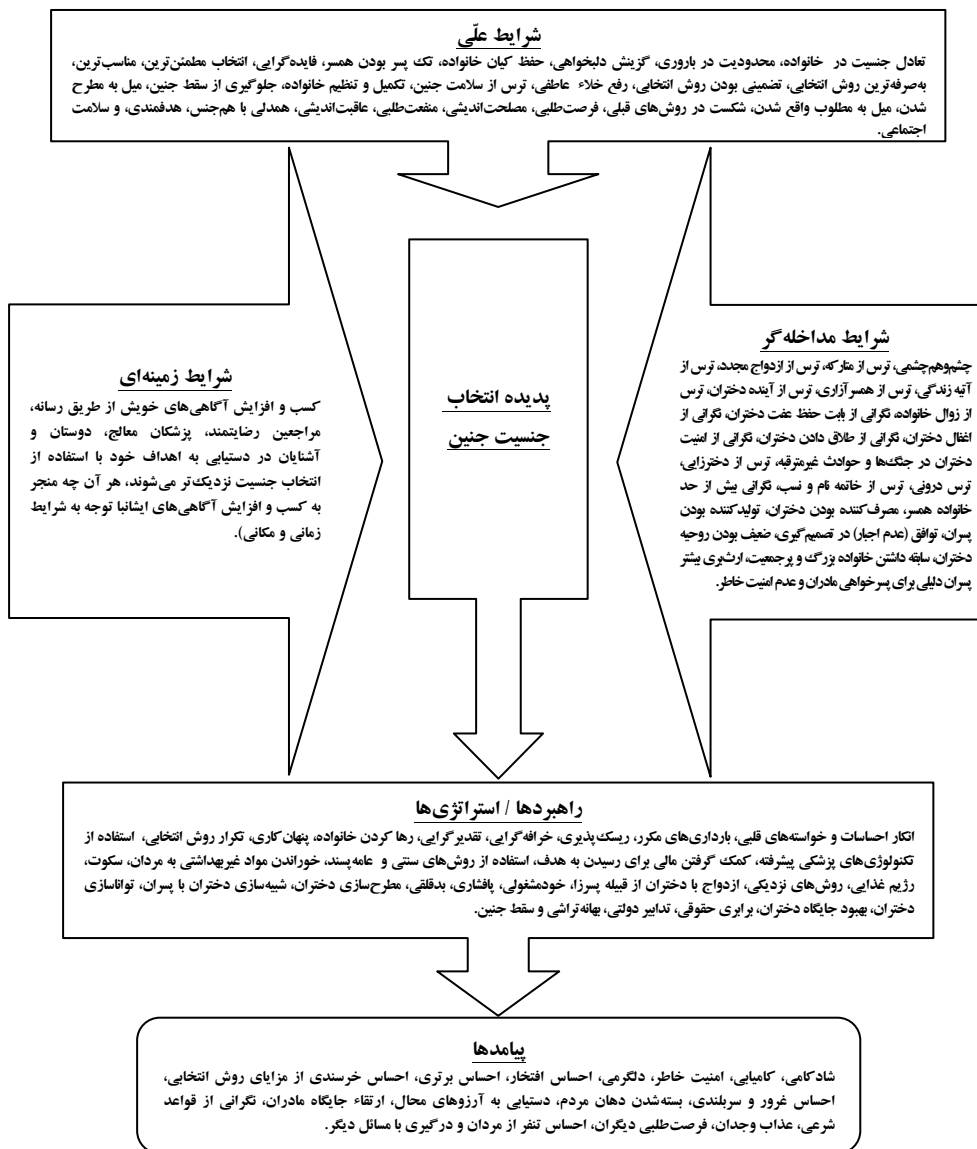 شرایط علّی
تعادل جنسیت در خانواده، محدودیت در باروری، گزینش دلبخواهی، حفظ کیان خانواده، تک پسر بودن همسر، فایده‌گرایی، انتخاب مطمئن‌ترین، مناسب‌ترین،
به‌صرفه‌ترین روش انتخابی، تضمینی بودن روش انتخابی، رفع خلاء عاطفی، ترس از سلامت جنین، تکمیل و تنظیم خانواده، جلوگیری از سقط جنین، میل به مطرح
شدن، میل به مطلوب واقع شدن، شکست در روش‌های قبلی، فرصت‌طلبی، مصلحت‌اندیشی، منفعت‌طلبی، عاقبت‌اندیشی، همدلی با هم‌جنس، هدفمندی، و سلامت
اجتماعی.
پدیده انتخاب
جنسیت جنین
شرایط مداخله‌گر
چشم‌وهم‌چشمی، ترس از متارکه، ترس از ازدواج مجدد، ترس از
آتیه زندگی، ترس از همسرآزاری، ترس از آینده دختران، ترس
از زوال خانواده، نگرانی از بابت حفظ عفت دختران، نگرانی از
اغفال دختران، نگرانی از طلاق دادن دختران، نگرانی از امنیت
دختران در جنگ‌ها و حوادث غیرمترقبه، ترس از دخترزایی،
ترس درونی، ترس از خاتمه نام و نسب، نگرانی بیش از حد
خانواده همسر، مصرف‌کننده بودن دختران، تولیدکننده بودن
پسران، توافق (عدم اجبار) در تصمیم‌گیری، ضعیف بودن روحیه
دختران، سابقه داشتن خانواده بزرگ و پرجمعیت، ارث‌بری بیشتر
پسران دلیلی برای پسرخواهی مادران و عدم امنیت خاطر.
شرایط زمینه‌ای
کسب و افزایش آگاهی‌های خویش از طریق رسانه،
مراجعین رضایتمند، پزشکان معالج، دوستان و
آشنایان در دستیابی به اهداف خود با استفاده از
انتخاب جنسیت نزدیک‌تر می‌شوند، هر آن چه منجر
به کسب و افزایش آگاهی‌های ایشانبا توجه به شرایط
زمانی و مکانی).
راهبردها / استراتژی‌ها
انکار احساسات و خواسته‌های قلبی، بارداری‌های مکرر، ریسک‌پذیری، خرافه‌گرایی، تقدیرگرایی، رها کردن خانواده، پنهان‌کاری، تکرار روش انتخابی، استفاده از
تکنولوژی‌های پزشکی پیشرفته، کمک گرفتن مالی برای رسیدن به هدف، استفاده از روش‌های سنتی و عامه‌پسند، خوراندن مواد غیربهداشتی به مردان، سکوت،
رژیم غذایی، روش‌های نزدیکی، ازدواج با دختران از قبیله پسرزا، خودمشغولی، پافشاری، بدقلقی، مطرح‌سازی دختران، شبیه‌سازی دختران با پسران، تواناسازی
دختران، بهبود جایگاه دختران، برابری حقوقی، تدابیر دولتی، بهانه‌تراشی و سقط جنین.
پیامدها
شادکامی، کامیابی، امنیت خاطر، دلگرمی، احساس افتخار، احساس برتری، احساس خرسندی از مزایای روش انتخابی،
احساس غرور و سربلندی، بسته‌شدن دهان مردم، دستیابی به آرزوهای محال، ارتقاء جایگاه مادران، نگرانی از قواعد
شرعی، عذاب وجدان، فرصت‌طلبی دیگران، احساس تنفر از مردان و درگیری با مسائل دیگر.